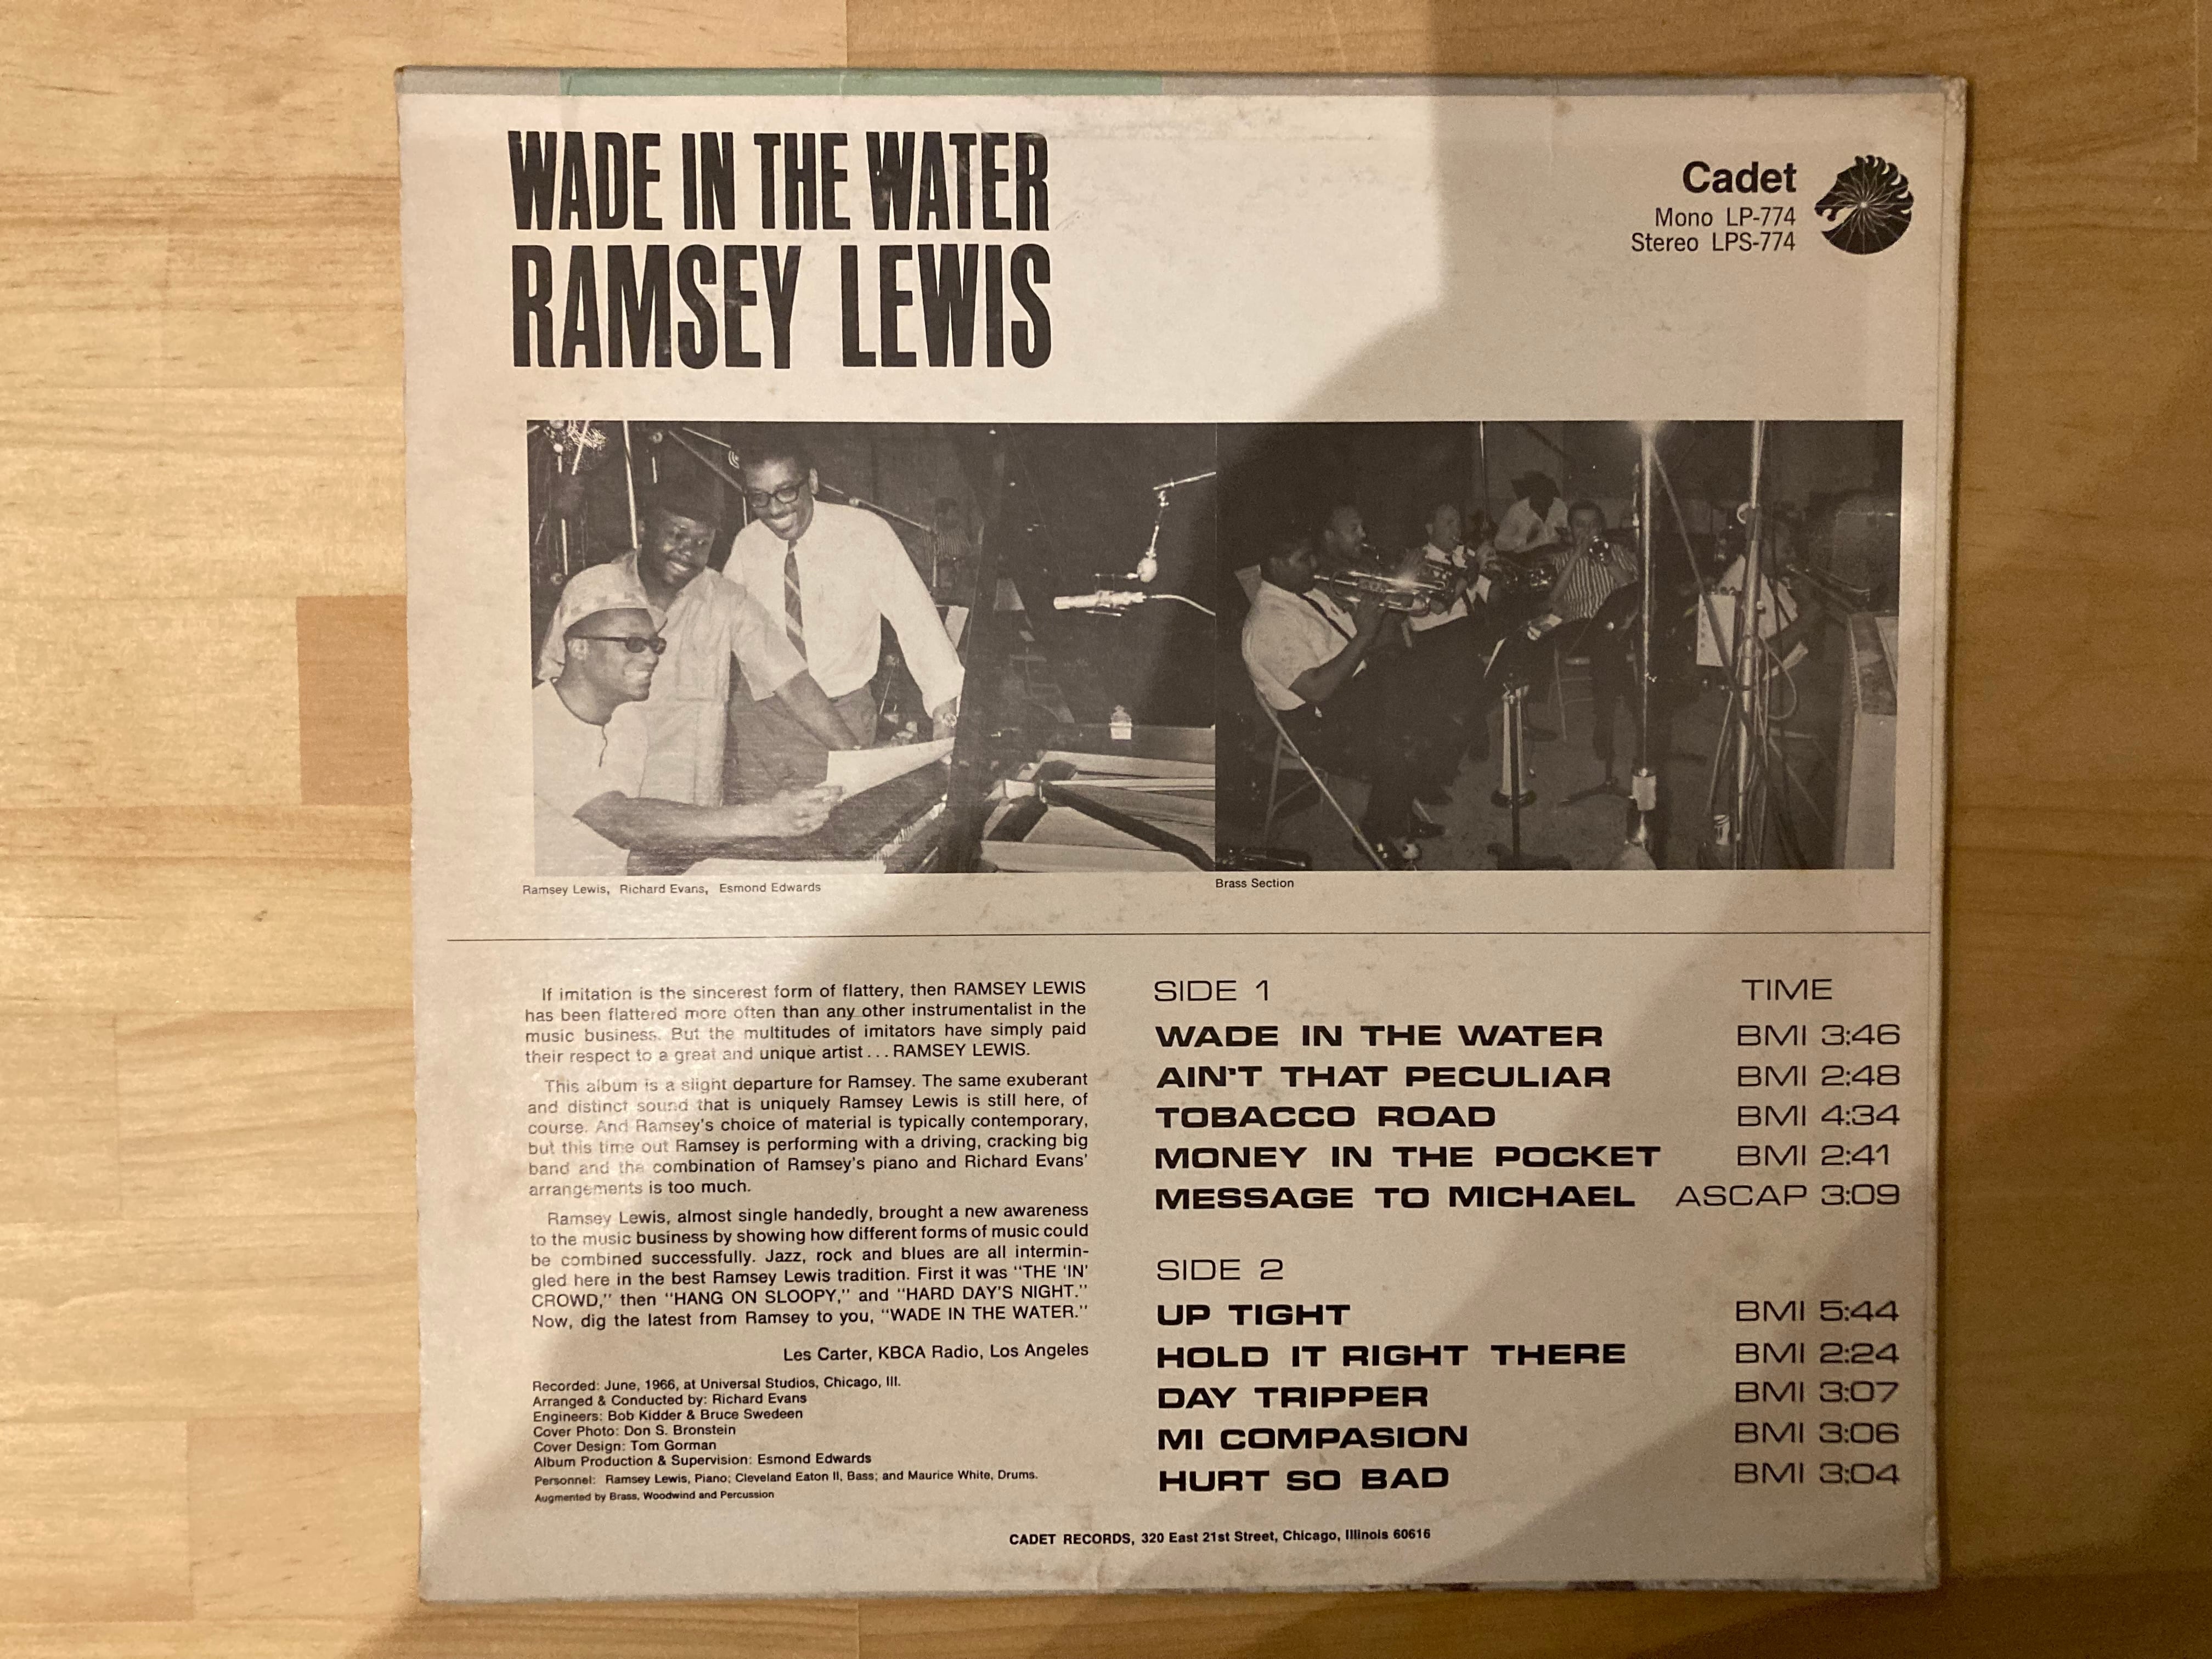 WADE IN THE WATER
RAMSEY LEWIS
Cadet
Mono LP-774
Stereo LPS-774
Ramsey Lewis, Richard Evans, Esmond Edwards
Brass Section
If imitation is the sincerest form of flattery, then RAMSEY LEWIS
has been flattered more often than any other instrumentalist in the
music business. But the multitudes of imitators have simply paid
their respect to a great and unique artist... RAMSEY LEWIS.
This album is a slight departure for Ramsey. The same exuberant
and distinct sound that is uniquely Ramsey Lewis is still here, of
course. And Ramsey's choice of material is typically contemporary,
but this time out Ramsey is performing with a driving, cracking big
band and the combination of Ramsey's piano and Richard Evans'
arrangements is too much.
Ramsey Lewis, almost single handedly, brought a new awareness
to the music business by showing how different forms of music could
be combined successfully. Jazz, rock and blues are all intermin-
gled here in the best Ramsey Lewis tradition. First it was "THE 'IN'
CROWD," then "HANG ON SLOOPY," and "HARD DAY'S NIGHT."
Now, dig the latest from Ramsey to you, "WADE IN THE WATER."
Les Carter, KBCA Radio, Los Angeles
Recorded: June, 1966, at Universal Studios, Chicago, Ill.
Arranged & Conducted by: Richard Evans
Engineers: Bob Kidder & Bruce Swedeen
Cover Photo: Don S. Bronstein
Cover Design: Tom Gorman
Album Production & Supervision: Esmond Edwards
Personnel: Ramsey Lewis, Piano; Cleveland Eaton II, Bass; and Maurice White, Drums.
Augmented by Brass, Woodwind and Percussion
SIDE 1 TIME
WADE IN THE WATER BMI 3:46
AIN'T THAT PECULIAR BMI 2:48
TOBACCO ROAD BMI 4:34
MONEY IN THE POCKET BMI 2:41
MESSAGE TO MICHAEL ASCAP 3:09
SIDE 2
UP TIGHT BMI 5:44
HOLD IT RIGHT THERE BMI 2:24
DAY TRIPPER BMI 3:07
MI COMPASION BMI 3:06
HURT SO BAD BMI 3:04
CADET RECORDS, 320 East 21st Street, Chicago, Illinois 60616